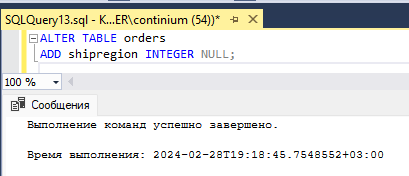 SQLQuery13.sql - K...ER\continium (54))*
ALTER TABLE orders
ADD shipregion INTEGER NULL;
100 %
Сообщения
Выполнение команд успешно завершено.
Время выполнения: 2024-02-28T19:18:45.7548552+03:00